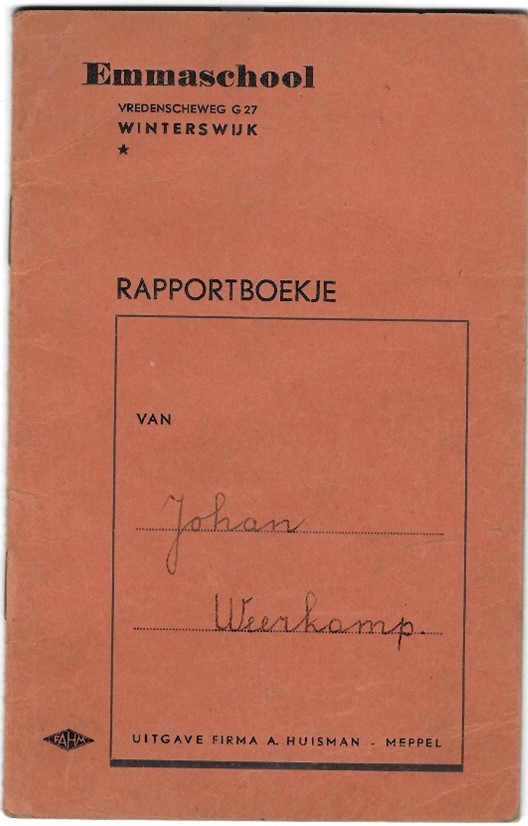 Emmaschool
VREDENSCHEWEG G 27
WINTERSWIJK
RAPPORTBOEKJE
VAN
Johan
Weerkamp.
FAHM
UITGAVE FIRMA A. HUISMAN - MEPPEL